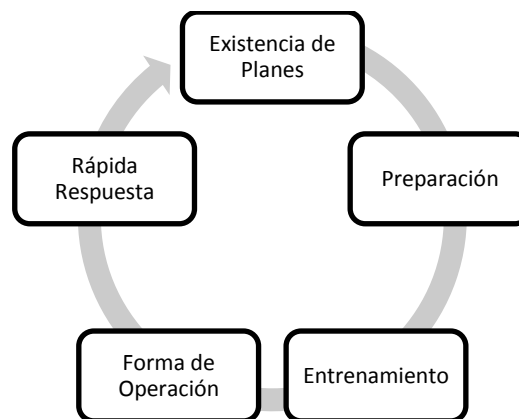 Existencia de
Planes
Preparación
Entrenamiento
Forma de
Operación
Rápida
Respuesta